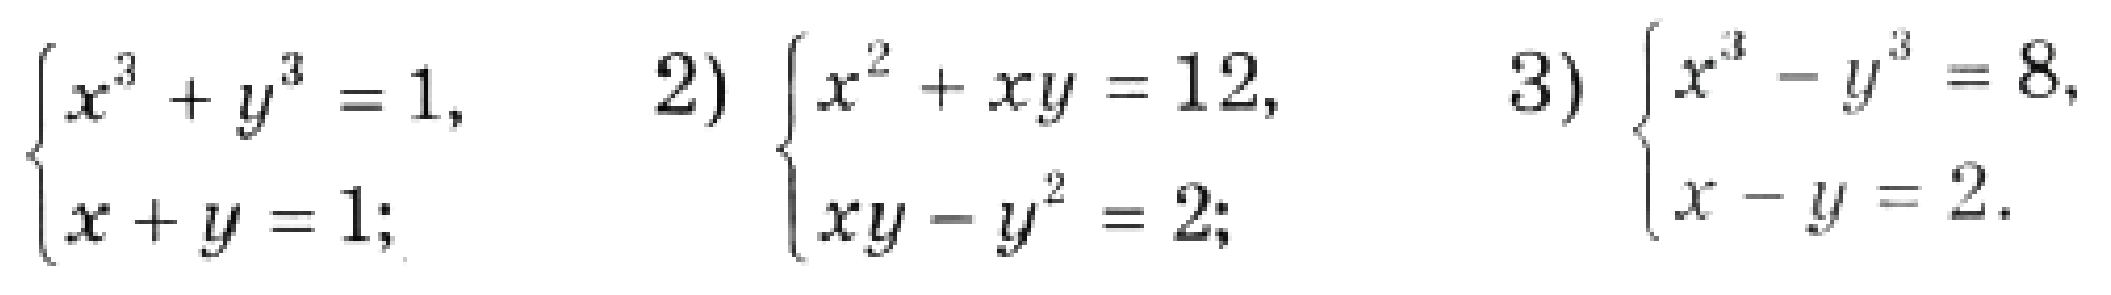 x³ + y³ = 1,
x + y = 1;
2) x² + xy = 12,
xy − y² = 2;
3) x³ − y³ = 8,
x − y = 2.